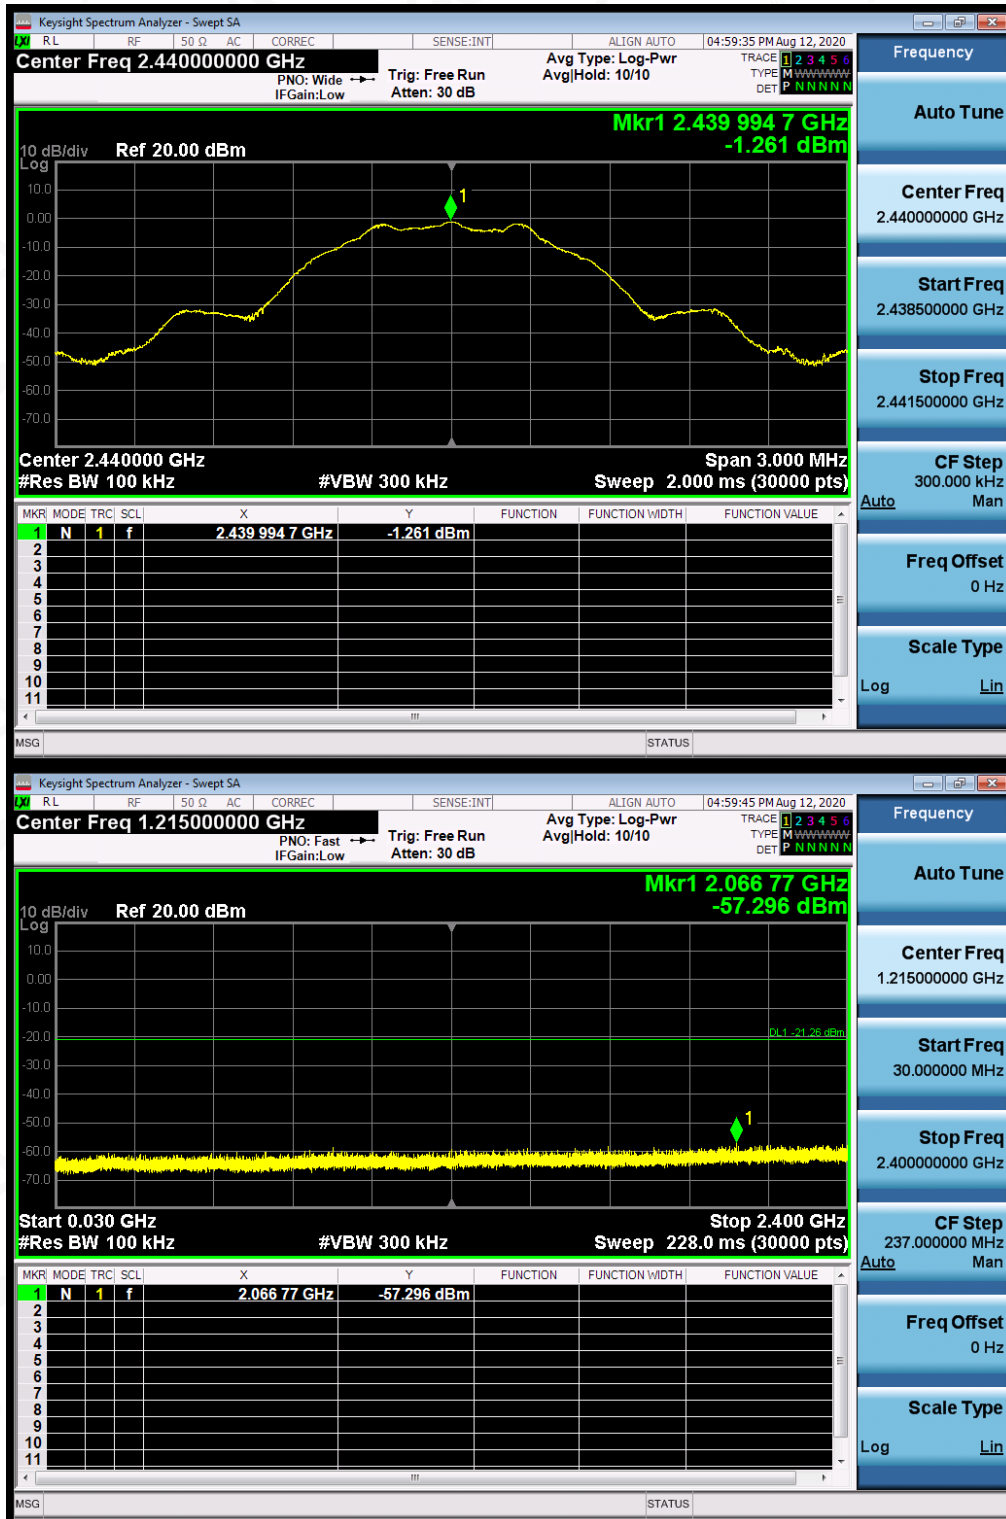 Keysight Spectrum Analyzer - Swept SA
LXI RL RF 50 Ω AC CORREC SENSE:INT ALIGN AUTO 04:59:35 PM Aug 12, 2020
Center Freq 2.440000000 GHz
PNO: Wide
IFGain:Low
Trig: Free Run
Atten: 30 dB
Avg Type: Log-Pwr
Avg|Hold: 10/10
TRACE 1 2 3 4 5 6
TYPE M WWWWW
DET P N N N N N
Mkr1 2.439 994 7 GHz
-1.261 dBm
10 dB/div Ref 20.00 dBm
Log
10.0
0.00
-10.0
-20.0
-30.0
-40.0
-50.0
-60.0
-70.0
1
Center 2.440000 GHz Span 3.000 MHz
#Res BW 100 kHz #VBW 300 kHz Sweep 2.000 ms (30000 pts)
MKR MODE TRC SCL X Y FUNCTION FUNCTION WIDTH FUNCTION VALUE
1 N 1 f 2.439 994 7 GHz -1.261 dBm
2
3
4
5
6
7
8
9
10
11
MSG STATUS
Frequency
Auto Tune
Center Freq
2.440000000 GHz
Start Freq
2.438500000 GHz
Stop Freq
2.441500000 GHz
CF Step
300.000 kHz
Auto Man
Freq Offset
0 Hz
Scale Type
Log Lin
Keysight Spectrum Analyzer - Swept SA
LXI RL RF 50 Ω AC CORREC SENSE:INT ALIGN AUTO 04:59:45 PM Aug 12, 2020
Center Freq 1.215000000 GHz
PNO: Fast
IFGain:Low
Trig: Free Run
Atten: 30 dB
Avg Type: Log-Pwr
Avg|Hold: 10/10
TRACE 1 2 3 4 5 6
TYPE M WWWWW
DET P N N N N N
Mkr1 2.066 77 GHz
-57.296 dBm
10 dB/div Ref 20.00 dBm
Log
10.0
0.00
-10.0
-20.0
-30.0
-40.0
-50.0
-60.0
-70.0
DL1 -21.26 dBm
1
Start 0.030 GHz Stop 2.400 GHz
#Res BW 100 kHz #VBW 300 kHz Sweep 228.0 ms (30000 pts)
MKR MODE TRC SCL X Y FUNCTION FUNCTION WIDTH FUNCTION VALUE
1 N 1 f 2.066 77 GHz -57.296 dBm
2
3
4
5
6
7
8
9
10
11
MSG STATUS
Frequency
Auto Tune
Center Freq
1.215000000 GHz
Start Freq
30.000000 MHz
Stop Freq
2.400000000 GHz
CF Step
237.000000 MHz
Auto Man
Freq Offset
0 Hz
Scale Type
Log Lin